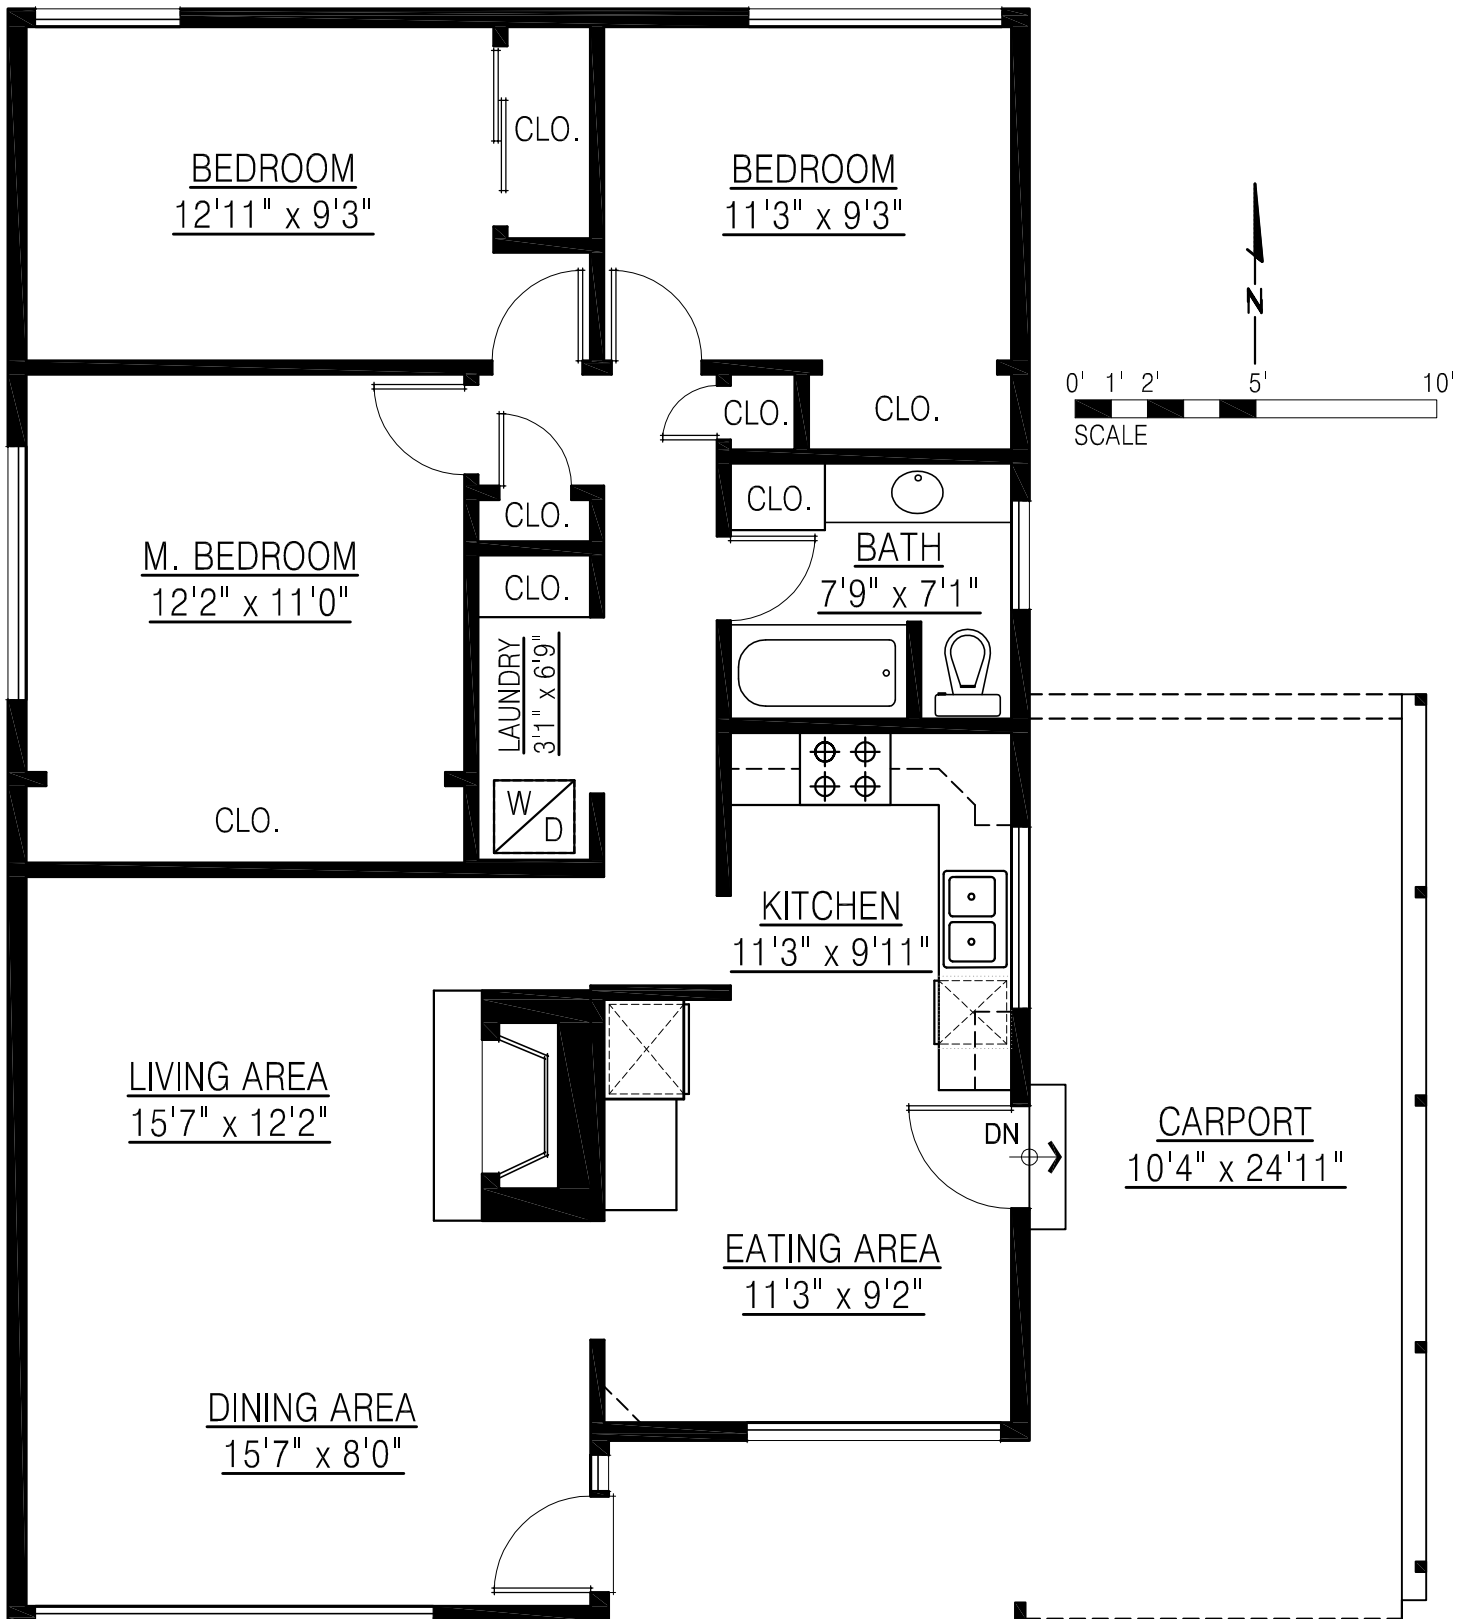 CLO.
BEDROOM
12'11" x 9'3"
BEDROOM
11'3" x 9'3"
N
0' 1' 2' 5' 10'
SCALE
CLO.
CLO.
CLO.
CLO.
CLO.
M. BEDROOM
12'2" x 11'0"
BATH
7'9" x 7'1"
LAUNDRY
3'1" x 6'9"
W
D
CLO.
KITCHEN
11'3" x 9'11"
LIVING AREA
15'7" x 12'2"
DN
CARPORT
10'4" x 24'11"
EATING AREA
11'3" x 9'2"
DINING AREA
15'7" x 8'0"